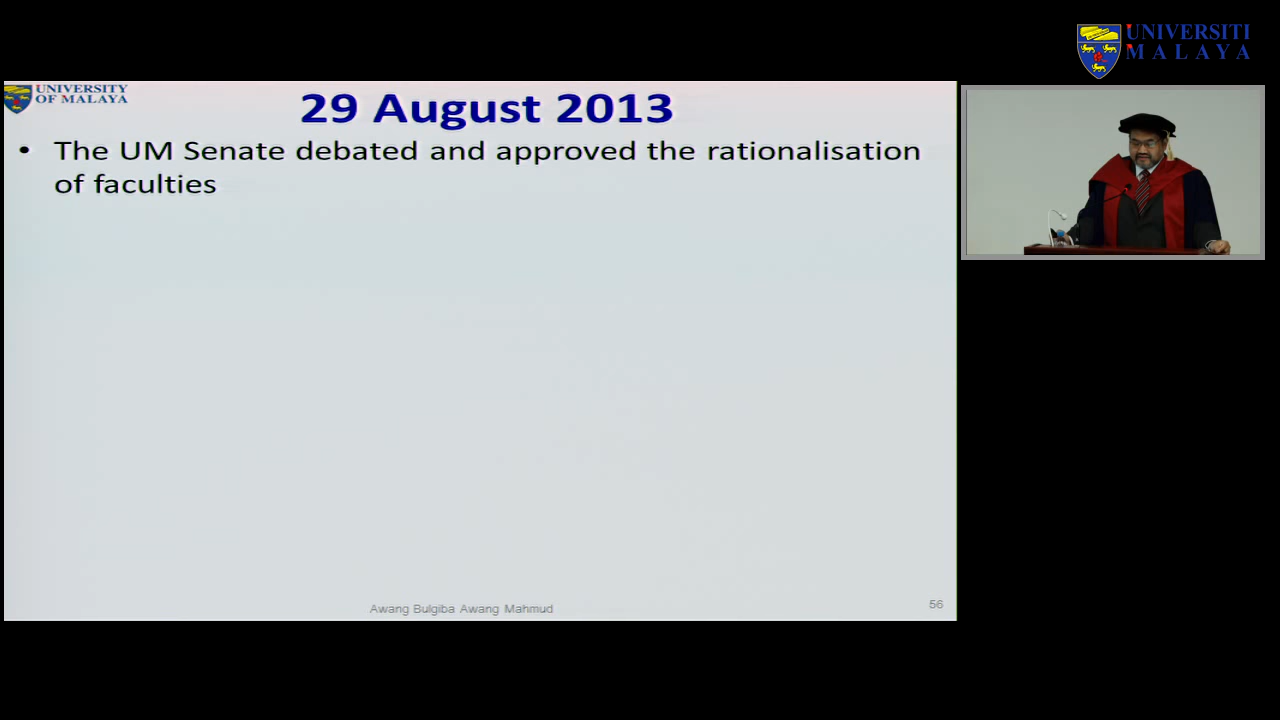 UNIVERSITI
MALAYA
UNIVERSITY
OF MALAYA
29 August 2013
• The UM Senate debated and approved the rationalisation
of faculties
Awang Bulgiba Awang Mahmud
56